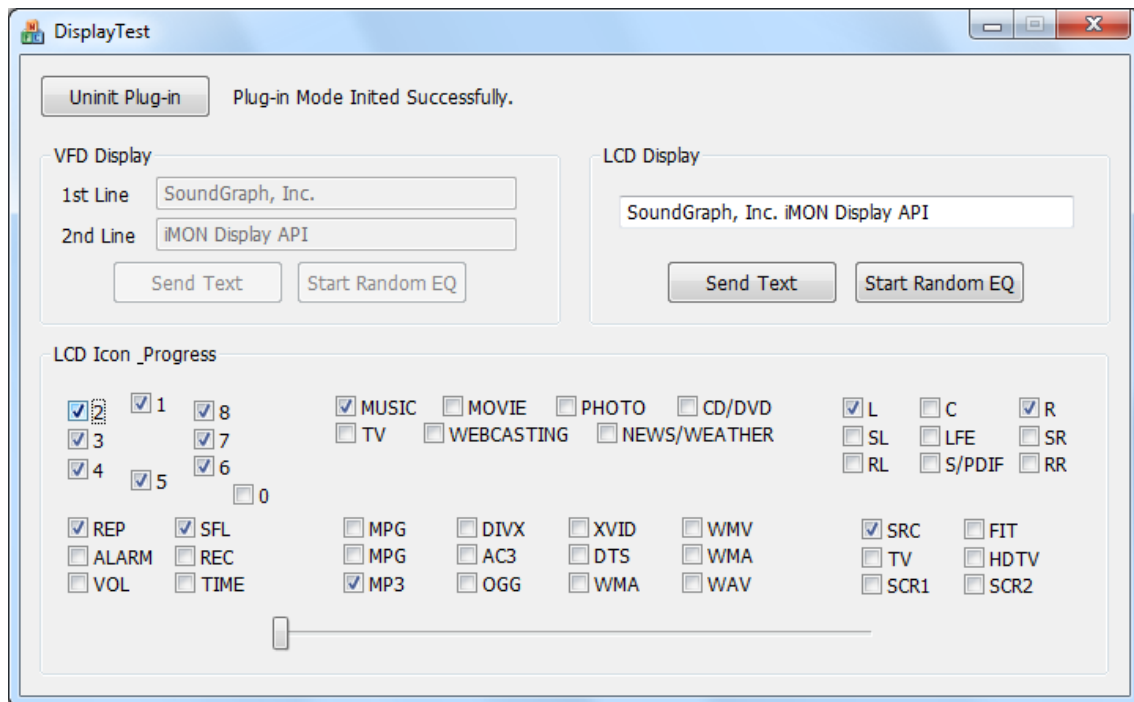 DisplayTest
Uninit Plug-in Plug-in Mode Inited Successfully.
VFD Display
1st Line SoundGraph, Inc.
2nd Line iMON Display API
Send Text Start Random EQ
LCD Display
SoundGraph, Inc. iMON Display API
Send Text Start Random EQ
LCD Icon _Progress
2 1 8
3 7
4 5 6
0
MUSIC MOVIE PHOTO CD/DVD
TV WEBCASTING NEWS/WEATHER
L C R
SL LFE SR
RL S/PDIF RR
REP SFL
ALARM REC
VOL TIME
MPG DIVX XVID WMV
MPG AC3 DTS WMA
MP3 OGG WMA WAV
SRC FIT
TV HDTV
SCR1 SCR2